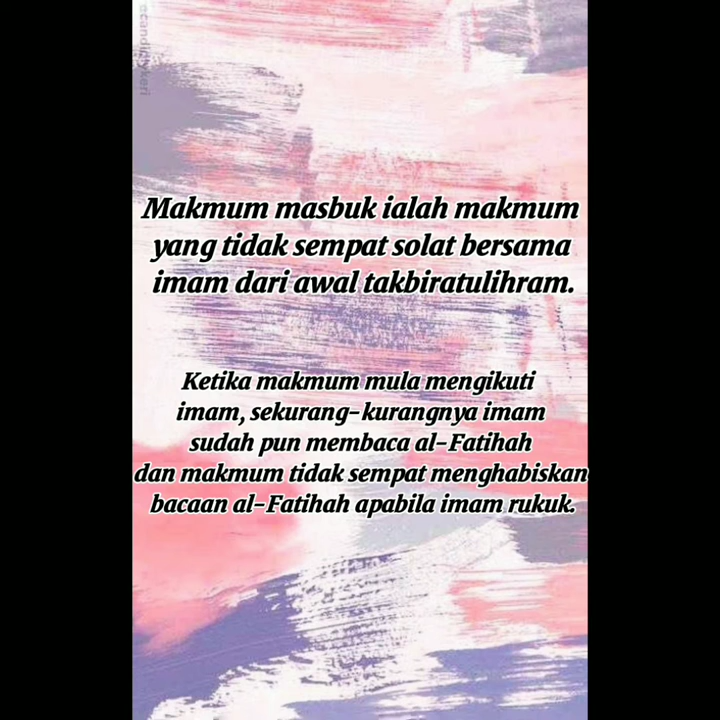 Makmum masbuk ialah makmum
yang tidak sempat solat bersama
imam dari awal takbiratulihram.
Ketika makmum mula mengikuti
imam, sekurang-kurangnya imam
sudah pun membaca al-Fatihah
dan makmum tidak sempat menghabiskan
bacaan al-Fatihah apabila imam rukuk.